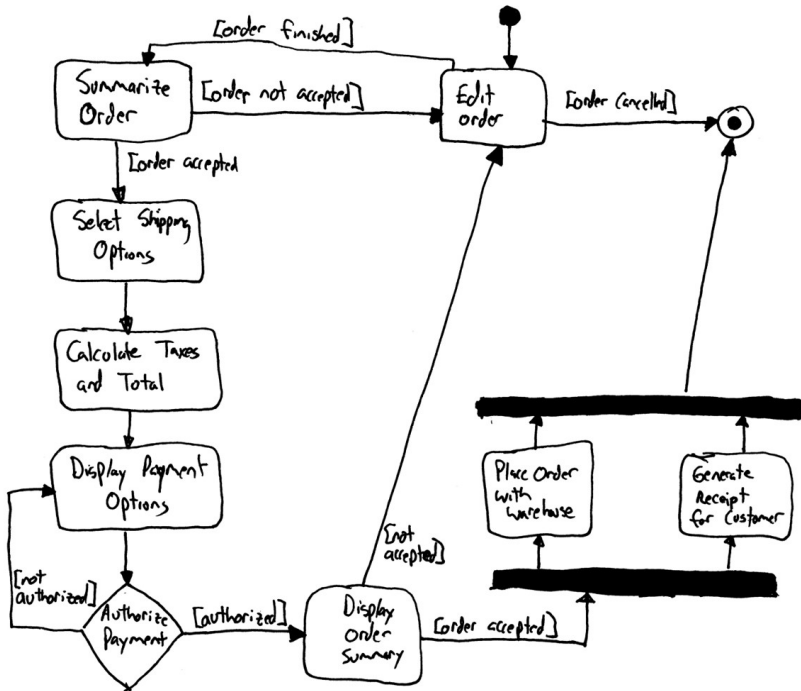 [order finished]
Summarize
Order
[order not accepted]
Edit
order
[order cancelled]
[order accepted
Select Shipping
Options
Calculate Taxes
and Total
Display Payment
Options
[not
authorized]
Authorize
Payment
[authorized]
Display
Order
Summary
[not
accepted]
[order accepted]
Place Order
with
warehouse
Generate
Receipt
for Customer